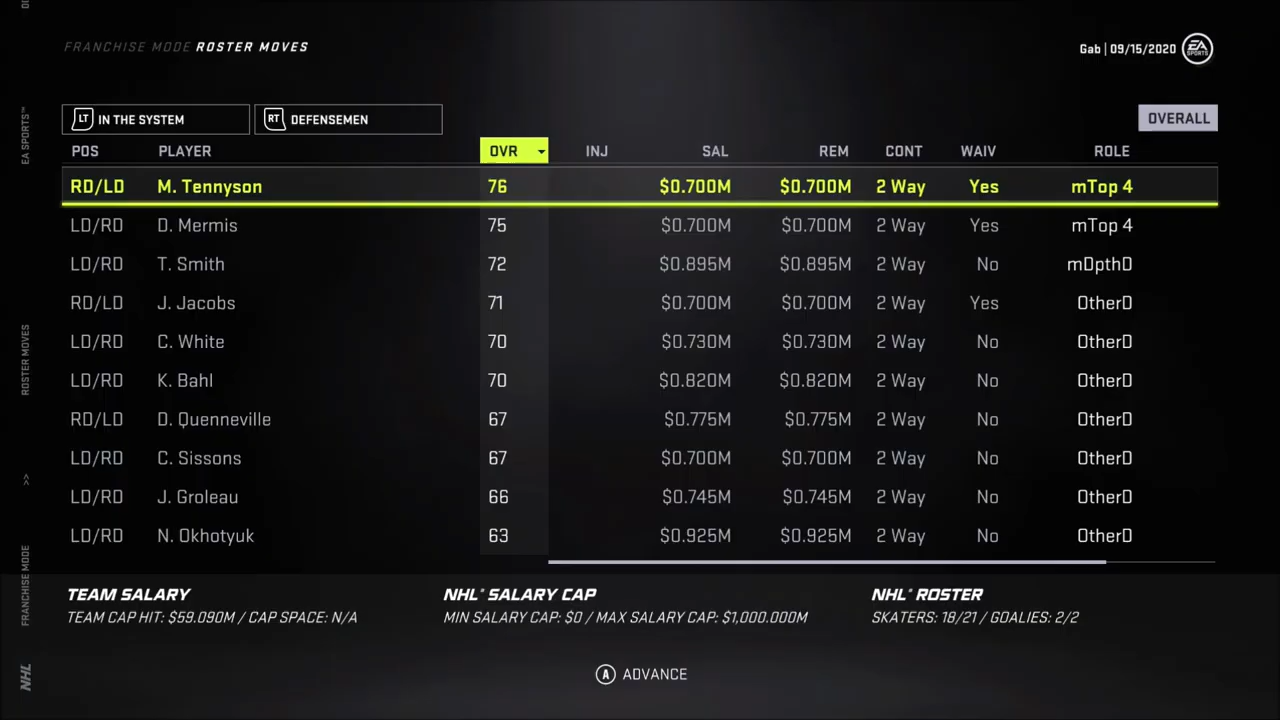 FRANCHISE MODE ROSTER MOVES
Gab | 09/15/2020 EA SPORTS
LT IN THE SYSTEM RT DEFENSEMEN OVERALL
POS PLAYER OVR INJ SAL REM CONT WAIV ROLE
RD/LD M. Tennyson 76 $0.700M $0.700M 2 Way Yes mTop 4
LD/RD D. Mermis 75 $0.700M $0.700M 2 Way Yes mTop 4
LD/RD T. Smith 72 $0.895M $0.895M 2 Way No mDpthD
RD/LD J. Jacobs 71 $0.700M $0.700M 2 Way Yes OtherD
LD/RD C. White 70 $0.730M $0.730M 2 Way No OtherD
LD/RD K. Bahl 70 $0.820M $0.820M 2 Way No OtherD
RD/LD D. Quenneville 67 $0.775M $0.775M 2 Way No OtherD
LD/RD C. Sissons 67 $0.700M $0.700M 2 Way No OtherD
LD/RD J. Groleau 66 $0.745M $0.745M 2 Way No OtherD
LD/RD N. Okhotyuk 63 $0.925M $0.925M 2 Way No OtherD
TEAM SALARY
TEAM CAP HIT: $59.090M / CAP SPACE: N/A
NHL® SALARY CAP
MIN SALARY CAP: $0 / MAX SALARY CAP: $1,000.000M
NHL® ROSTER
SKATERS: 18/21 / GOALIES: 2/2
A ADVANCE
NHL FRANCHISE MODE >> ROSTER MOVES EA SPORTS™